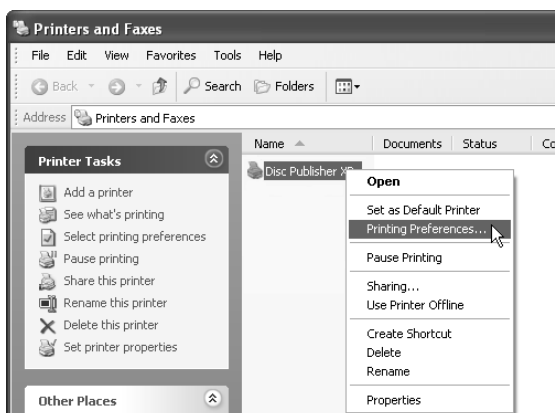 Printers and Faxes
File Edit View Favorites Tools Help
Back Search Folders
Address Printers and Faxes
Name Documents Status Co
Printer Tasks
Add a printer
See what's printing
Select printing preferences
Pause printing
Share this printer
Rename this printer
Delete this printer
Set printer properties
Other Places
Disc Publisher
Open
Set as Default Printer
Printing Preferences...
Pause Printing
Sharing...
Use Printer Offline
Create Shortcut
Delete
Rename
Properties